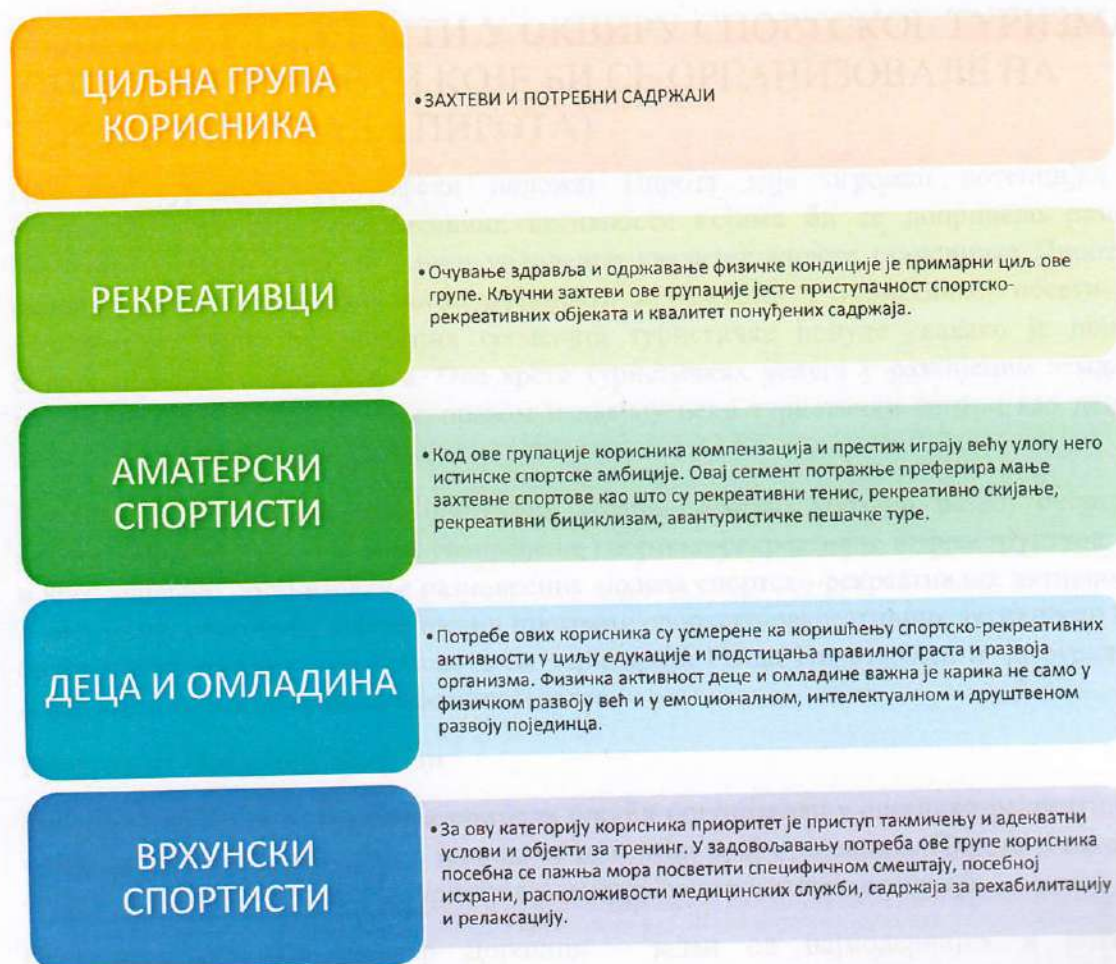 ЦИЉНА ГРУПА
КОРИСНИКА
•ЗАХТЕВИ И ПОТРЕБНИ САДРЖАЈИ
РЕКРЕАТИВЦИ
•Очување здравља и одржавање физичке кондиције је примарни циљ ове
групе. Кључни захтеви ове групације јесте приступачност спортско-
рекреативних објеката и квалитет понуђених садржаја.
АМАТЕРСКИ
СПОРТИСТИ
•Код ове групације корисника компензација и престиж играју већу улогу него
истинске спортске амбиције. Овај сегмент потражње преферира мање
захтевне спортове као што су рекреативни тенис, рекреативно скијање,
рекреативни бициклизам, авантуристичке пешачке туре.
ДЕЦА И ОМЛАДИНА
•Потребе ових корисника су усмерене ка коришћењу спортско-рекреативних
активности у циљу едукације и подстицања правилног раста и развоја
организма. Физичка активност деце и омладине важна је карика не само у
физичком развоју већ и у емоционалном, интелектуалном и друштвеном
развоју појединца.
ВРХУНСКИ
СПОРТИСТИ
•За ову категорију корисника приоритет је приступ такмичењу и адекватни
услови и објекти за тренинг. У задовољавању потреба ове групе корисника
посебна се пажња мора посветити специфичном смештају, посебној
исхрани, расположивости медицинских служби, садржаја за рехабилитацију
и релаксацију.